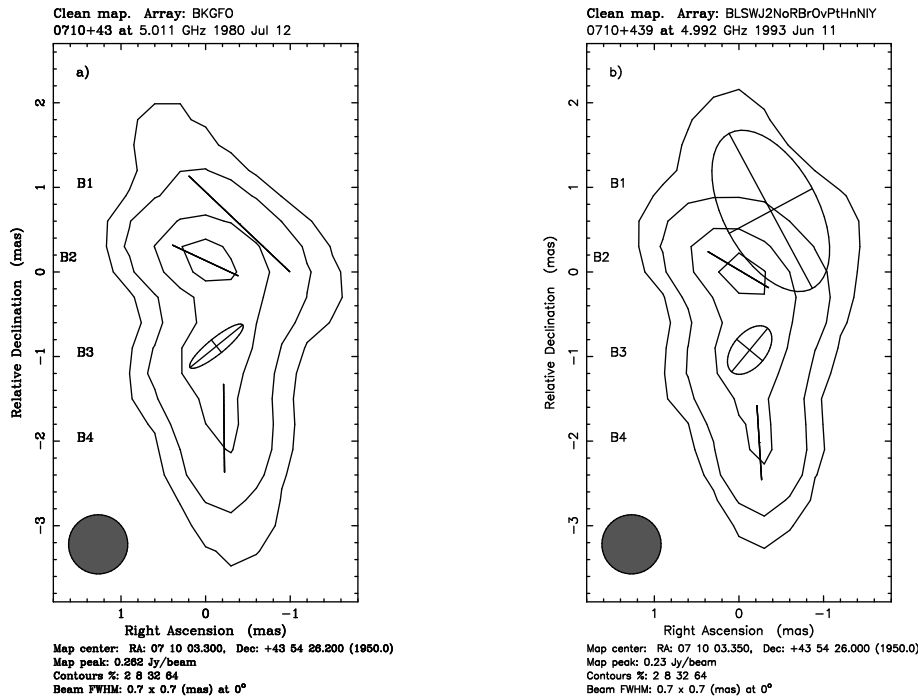 Clean map. Array: BKGFO
0710+43 at 5.011 GHz 1980 Jul 12
a)
B1
B2
B3
B4
2
1
0
-1
-2
-3
Relative Declination (mas)
1 0 -1
Right Ascension (mas)
Map center: RA: 07 10 03.300, Dec: +43 54 26.200 (1950.0)
Map peak: 0.262 Jy/beam
Contours %: 2 8 32 64
Beam FWHM: 0.7 x 0.7 (mas) at 0°
Clean map. Array: BLSWJ2NoRBrOvPtHnNlY
0710+439 at 4.992 GHz 1993 Jun 11
b)
B1
B2
B3
B4
2
1
0
-1
-2
-3
Relative Declination (mas)
1 0 -1
Right Ascension (mas)
Map center: RA: 07 10 03.350, Dec: +43 54 26.000 (1950.0)
Map peak: 0.23 Jy/beam
Contours %: 2 8 32 64
Beam FWHM: 0.7 x 0.7 (mas) at 0°